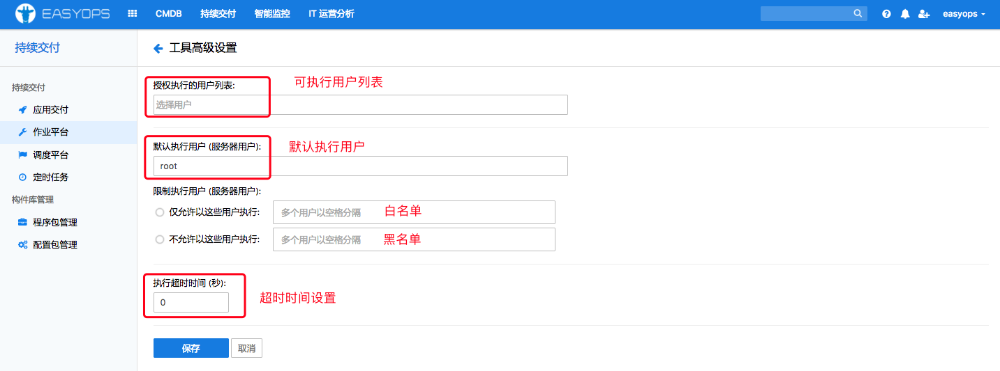 EASYOPS CMDB 持续交付 智能监控 IT 运营分析 easyops
持续交付
工具高级设置
持续交付
应用交付
作业平台
调度平台
定时任务
构件库管理
程序包管理
配置包管理
授权执行的用户列表: 可执行用户列表
选择用户
默认执行用户 (服务器用户): 默认执行用户
root
限制执行用户 (服务器用户):
仅允许以这些用户执行: 多个用户以空格分隔 白名单
不允许以这些用户执行: 多个用户以空格分隔 黑名单
执行超时时间 (秒):
0 超时时间设置
保存 取消